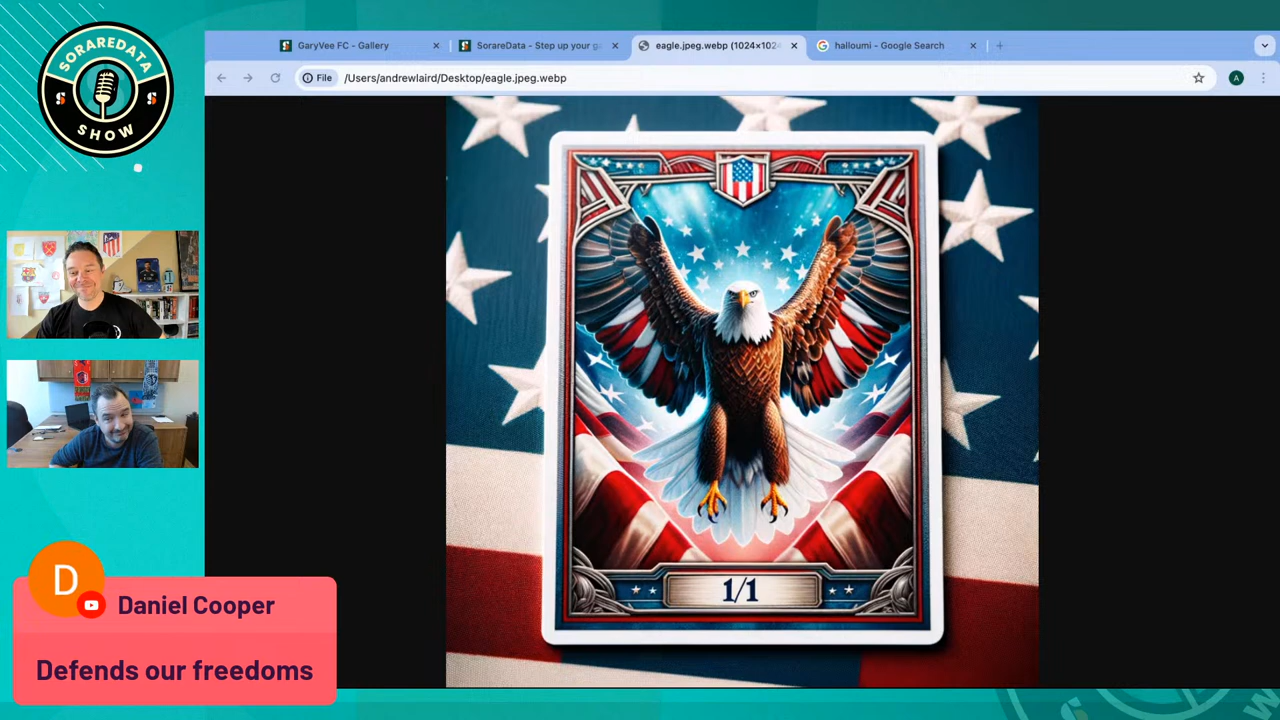 SORAREDATA
SHOW
GaryVee FC - Gallery
SorareData - Step up your g
eagle.jpeg.webp (1024×102
halloumi - Google Search
File
/Users/andrewlaird/Desktop/eagle.jpeg.webp
A
1/1
D
Daniel Cooper
Defends our freedoms